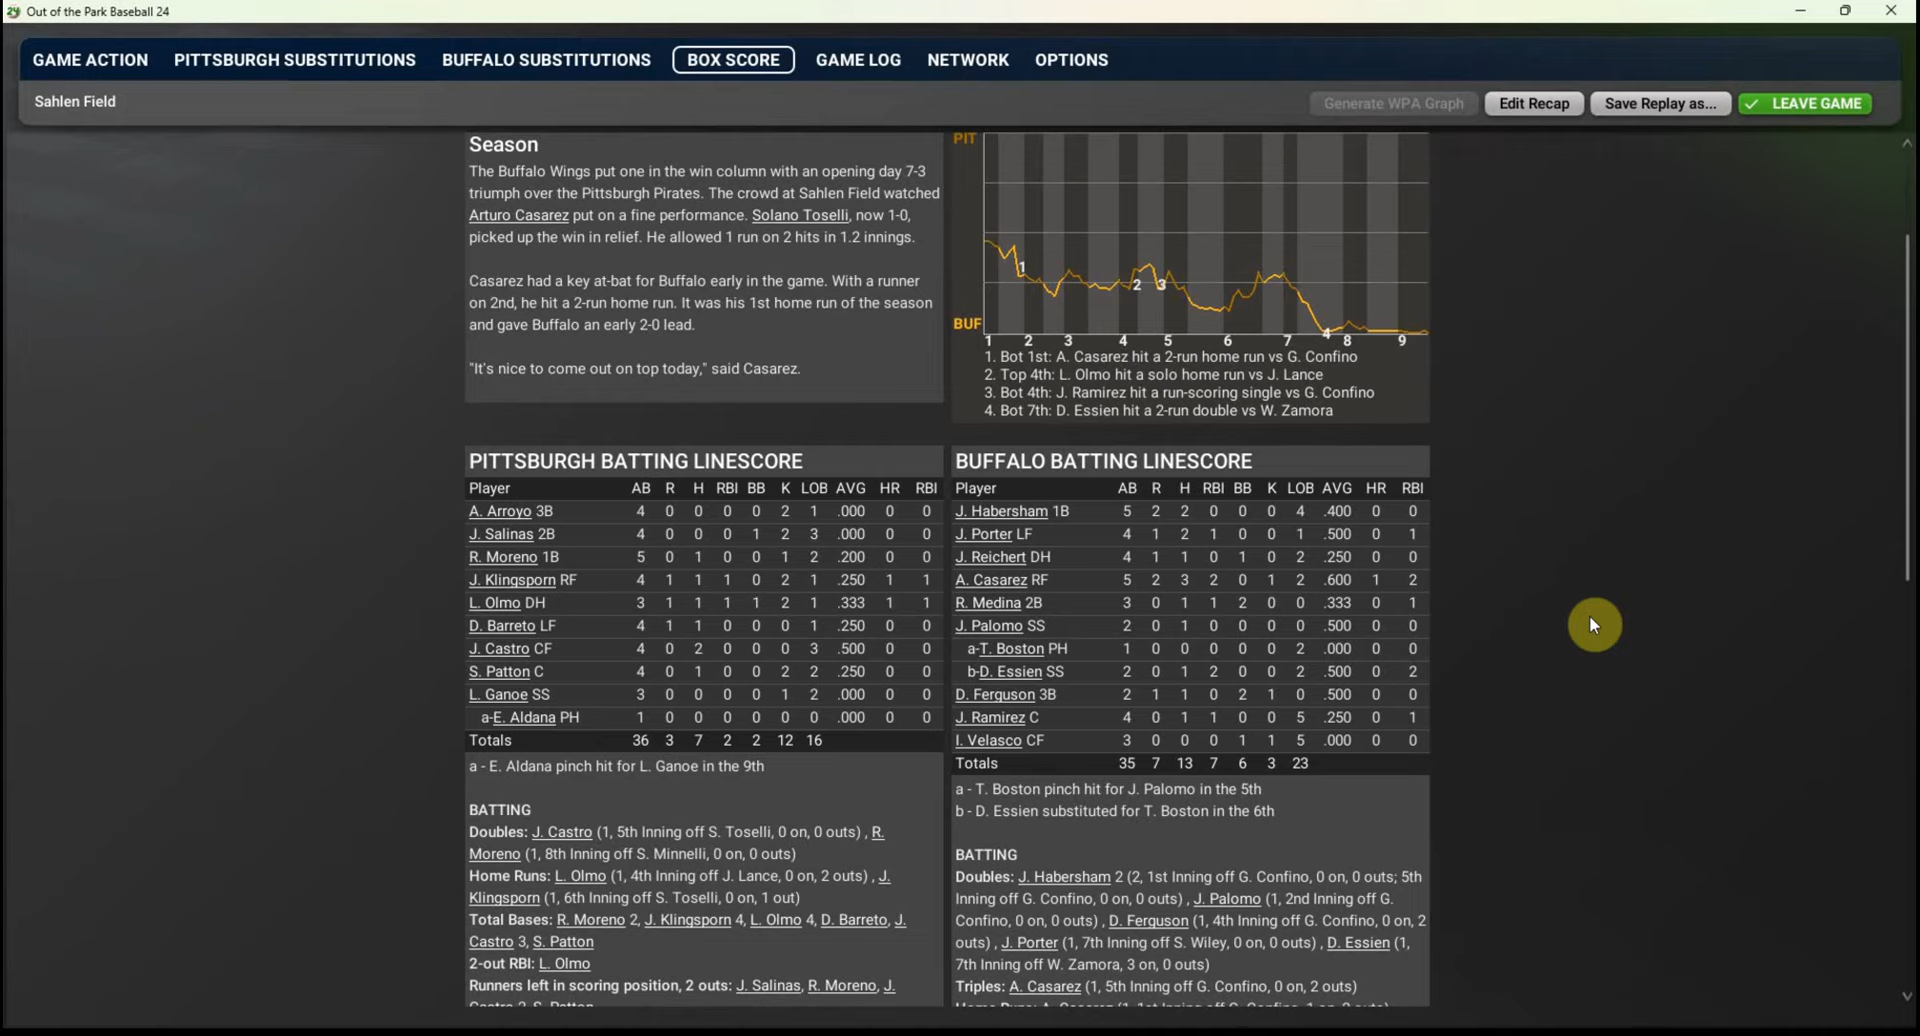 Out of the Park Baseball 24
GAME ACTION PITTSBURGH SUBSTITUTIONS BUFFALO SUBSTITUTIONS BOX SCORE GAME LOG NETWORK OPTIONS
Sahlen Field
Generate WPA Graph Edit Recap Save Replay as... LEAVE GAME
Season
The Buffalo Wings put one in the win column with an opening day 7-3
triumph over the Pittsburgh Pirates. The crowd at Sahlen Field watched
Arturo Casarez put on a fine performance. Solano Toselli, now 1-0,
picked up the win in relief. He allowed 1 run on 2 hits in 1.2 innings.
Casarez had a key at-bat for Buffalo early in the game. With a runner
on 2nd, he hit a 2-run home run. It was his 1st home run of the season
and gave Buffalo an early 2-0 lead.
"It's nice to come out on top today," said Casarez.
PIT
1
2 3
BUF
4
1 2 3 4 5 6 7 8 9
1. Bot 1st: A. Casarez hit a 2-run home run vs G. Confino
2. Top 4th: L. Olmo hit a solo home run vs J. Lance
3. Bot 4th: J. Ramirez hit a run-scoring single vs G. Confino
4. Bot 7th: D. Essien hit a 2-run double vs W. Zamora
PITTSBURGH BATTING LINESCORE
Player AB R H RBI BB K LOB AVG HR RBI
A. Arroyo 3B 4 0 0 0 0 2 1 .000 0 0
J. Salinas 2B 4 0 0 0 1 2 3 .000 0 0
R. Moreno 1B 5 0 1 0 0 1 2 .200 0 0
J. Klingsporn RF 4 1 1 1 0 2 1 .250 1 1
L. Olmo DH 3 1 1 1 1 2 1 .333 1 1
D. Barreto LF 4 1 1 0 0 0 1 .250 0 0
J. Castro CF 4 0 2 0 0 0 3 .500 0 0
S. Patton C 4 0 1 0 0 2 2 .250 0 0
L. Ganoe SS 3 0 0 0 0 1 2 .000 0 0
a-E. Aldana PH 1 0 0 0 0 0 0 .000 0 0
Totals 36 3 7 2 2 12 16
a - E. Aldana pinch hit for L. Ganoe in the 9th
BATTING
Doubles: J. Castro (1, 5th Inning off S. Toselli, 0 on, 0 outs) , R.
Moreno (1, 8th Inning off S. Minnelli, 0 on, 0 outs)
Home Runs: L. Olmo (1, 4th Inning off J. Lance, 0 on, 2 outs) , J.
Klingsporn (1, 6th Inning off S. Toselli, 0 on, 1 out)
Total Bases: R. Moreno 2, J. Klingsporn 4, L. Olmo 4, D. Barreto, J.
Castro 3, S. Patton
2-out RBI: L. Olmo
Runners left in scoring position, 2 outs: J. Salinas, R. Moreno, J.
Castro 2, S. Patton
BUFFALO BATTING LINESCORE
Player AB R H RBI BB K LOB AVG HR RBI
J. Habersham 1B 5 2 2 0 0 0 4 .400 0 0
J. Porter LF 4 1 2 1 0 0 1 .500 0 1
J. Reichert DH 4 1 1 0 1 0 2 .250 0 0
A. Casarez RF 5 2 3 2 0 1 2 .600 1 2
R. Medina 2B 3 0 1 1 2 0 0 .333 0 1
J. Palomo SS 2 0 1 0 0 0 0 .500 0 0
a-T. Boston PH 1 0 0 0 0 0 2 .000 0 0
b-D. Essien SS 2 0 1 2 0 0 2 .500 0 2
D. Ferguson 3B 2 1 1 0 2 1 0 .500 0 0
J. Ramirez C 4 0 1 1 0 0 5 .250 0 1
I. Velasco CF 3 0 0 0 1 1 5 .000 0 0
Totals 35 7 13 7 6 3 23
a - T. Boston pinch hit for J. Palomo in the 5th
b - D. Essien substituted for T. Boston in the 6th
BATTING
Doubles: J. Habersham 2 (2, 1st Inning off G. Confino, 0 on, 0 outs; 5th
Inning off G. Confino, 0 on, 0 outs) , J. Palomo (1, 2nd Inning off G.
Confino, 0 on, 0 outs) , D. Ferguson (1, 4th Inning off G. Confino, 0 on, 2
outs) , J. Porter (1, 7th Inning off S. Wiley, 0 on, 0 outs) , D. Essien (1,
7th Inning off W. Zamora, 3 on, 0 outs)
Triples: A. Casarez (1, 5th Inning off G. Confino, 0 on, 2 outs)